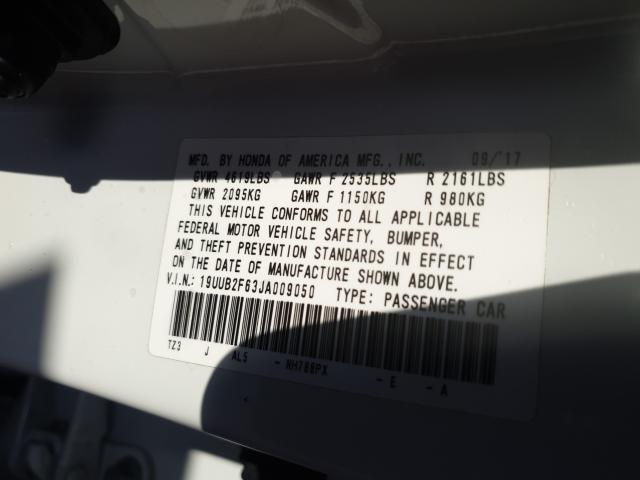 MFD. BY HONDA OF AMERICA MFG., INC. 09/'17
GVWR 4619LBS GAWR F 2535LBS R 2161LBS
GVWR 2095KG GAWR F 1150KG R 980KG
THIS VEHICLE CONFORMS TO ALL APPLICABLE
FEDERAL MOTOR VEHICLE SAFETY, BUMPER,
AND THEFT PREVENTION STANDARDS IN EFFECT
ON THE DATE OF MANUFACTURE SHOWN ABOVE.
V.I.N.: 19UUB2F63JA009050 TYPE: PASSENGER CAR
TZ3 J AL5 - NH788PX - E - A